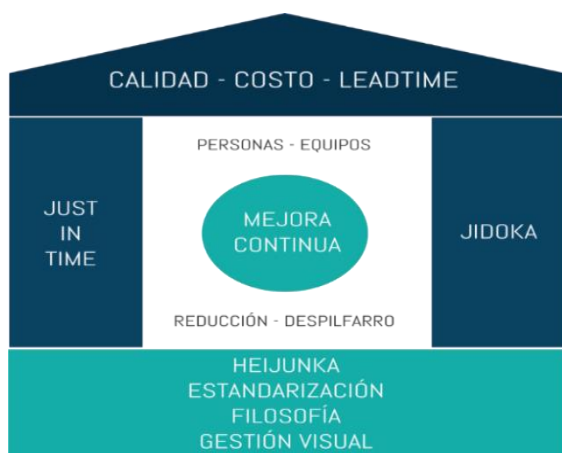 CALIDAD - COSTO - LEADTIME
PERSONAS - EQUIPOS
JUST
IN
TIME
MEJORA
CONTINUA
JIDOKA
REDUCCIÓN - DESPILFARRO
HEIJUNKA
ESTANDARIZACIÓN
FILOSOFÍA
GESTIÓN VISUAL